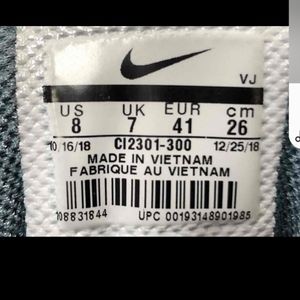 VJ
US UK EUR cm
8 7 41 26
10/16/18 CI2301-300 12/25/18
MADE IN VIETNAM
FABRIQUE AU VIETNAM
UPC 00193148901985